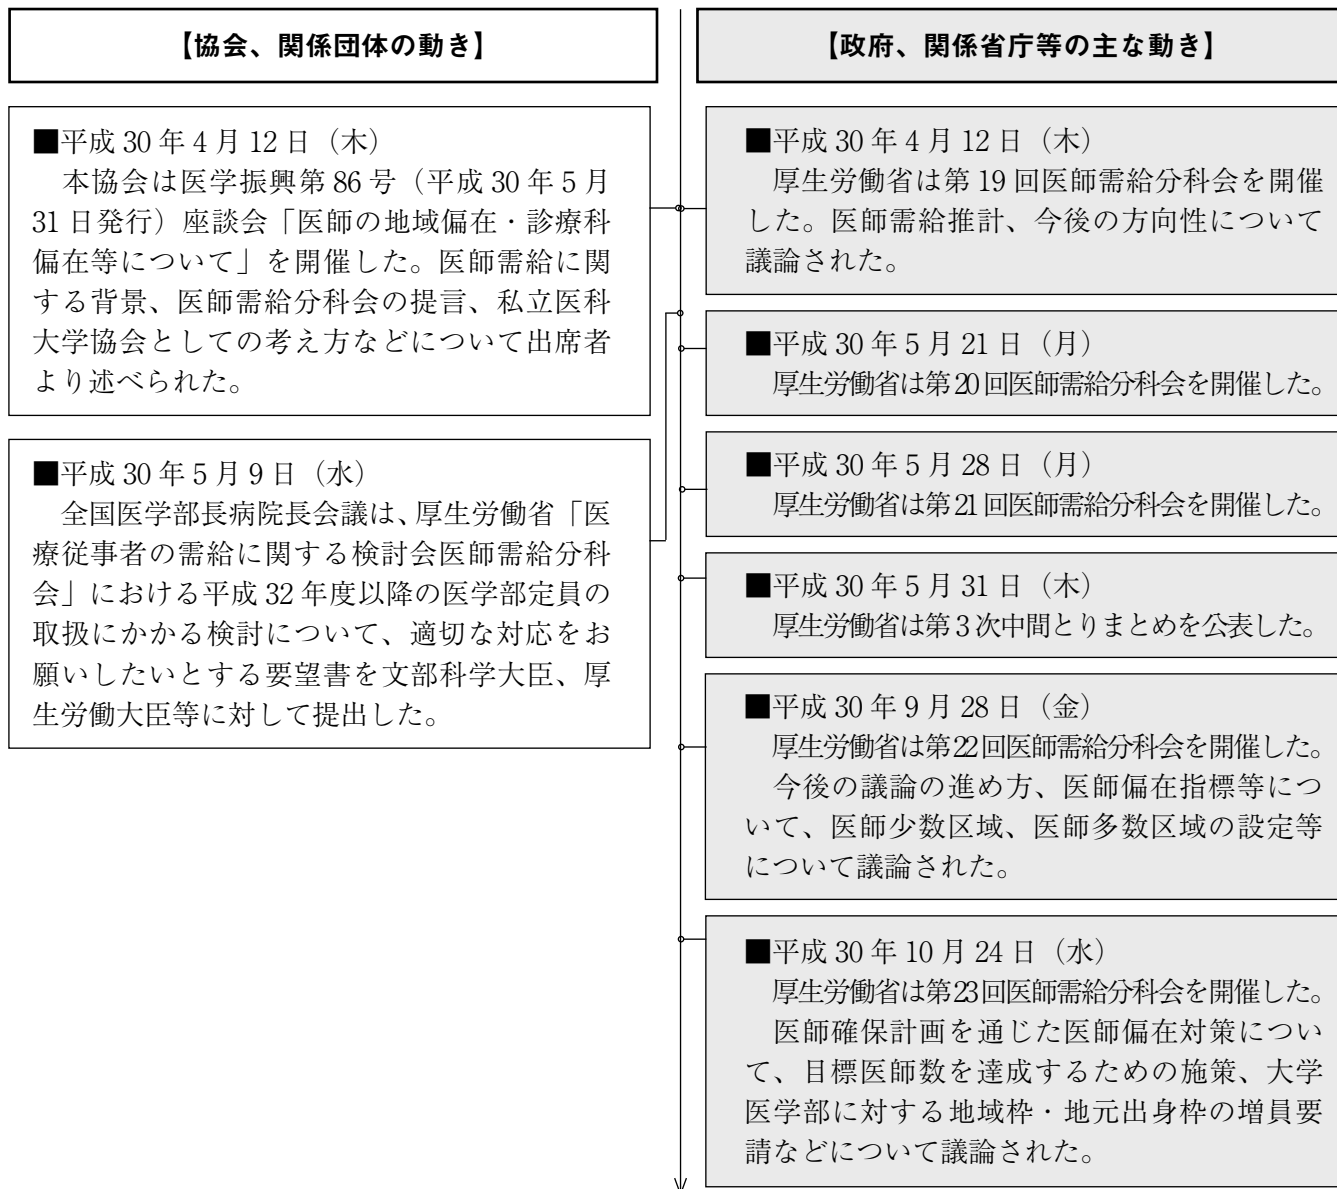 【協会、関係団体の動き】
■平成 30 年 4 月 12 日（木）
本協会は医学振興第 86 号（平成 30 年 5 月
31 日発行）座談会「医師の地域偏在・診療科
偏在等について」を開催した。医師需給に関
する背景、医師需給分科会の提言、私立医科
大学協会としての考え方などについて出席者
より述べられた。
■平成 30 年 5 月 9 日（水）
全国医学部長病院長会議は、厚生労働省「医
療従事者の需給に関する検討会医師需給分科
会」における平成 32 年度以降の医学部定員の
取扱にかかる検討について、適切な対応をお
願いしたいとする要望書を文部科学大臣、厚
生労働大臣等に対して提出した。
【政府、関係省庁等の主な動き】
■平成 30 年 4 月 12 日（木）
厚生労働省は第 19 回医師需給分科会を開催
した。医師需給推計、今後の方向性について
議論された。
■平成 30 年 5 月 21 日（月）
厚生労働省は第20回医師需給分科会を開催した。
■平成 30 年 5 月 28 日（月）
厚生労働省は第21回医師需給分科会を開催した。
■平成 30 年 5 月 31 日（木）
厚生労働省は第3次中間とりまとめを公表した。
■平成 30 年 9 月 28 日（金）
厚生労働省は第22回医師需給分科会を開催した。
今後の議論の進め方、医師偏在指標等につ
いて、医師少数区域、医師多数区域の設定等
について議論された。
■平成 30 年 10 月 24 日（水）
厚生労働省は第23回医師需給分科会を開催した。
医師確保計画を通じた医師偏在対策につい
て、目標医師数を達成するための施策、大学
医学部に対する地域枠・地元出身枠の増員要
請などについて議論された。